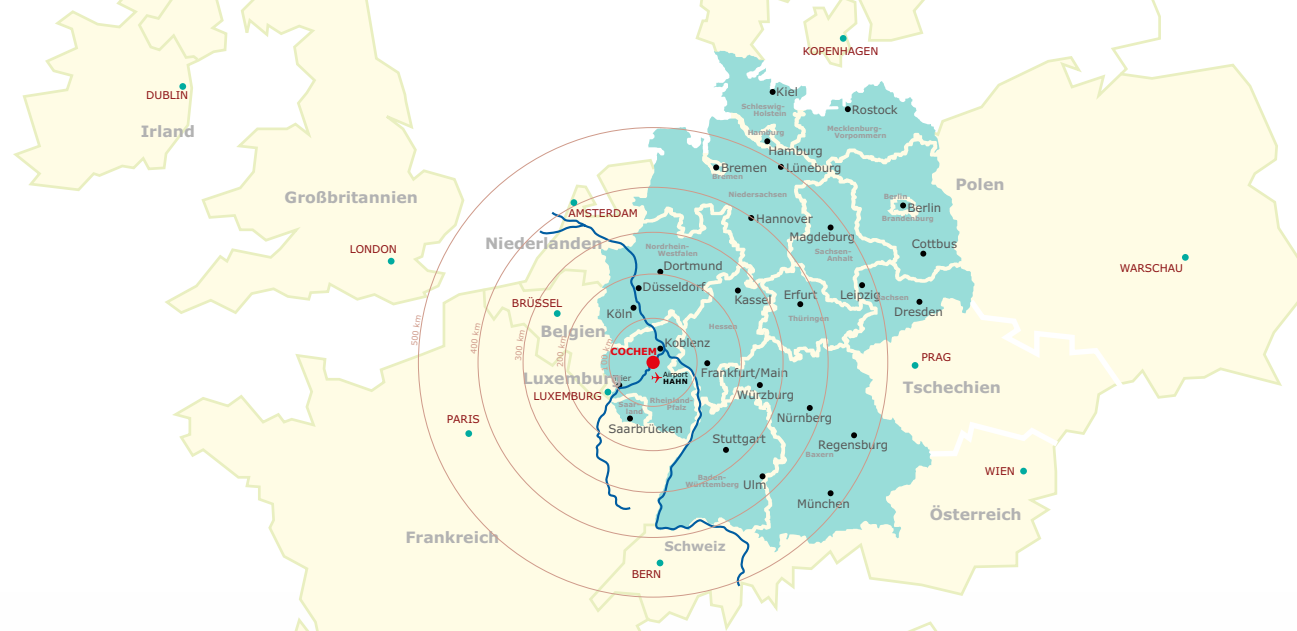 KOPENHAGEN
DUBLIN
Kiel
Schleswig-
Holstein
Rostock
Irland
Hamburg
Mecklenburg-
Vorpommern
Hamburg
Bremen
Lüneburg
Bremen
Polen
Großbritannien
Niedersachsen
Berlin
Berlin
AMSTERDAM
Hannover
Brandenburg
Magdeburg
Niederlanden
Nordrhein-
Westfalen
Cottbus
LONDON
Sachsen-
Anhalt
Dortmund
WARSCHAU
Düsseldorf
Kassel
Erfurt
Leipzig
Sachsen
BRÜSSEL
Köln
Dresden
Thüringen
Belgien
Hessen
500 km
400 km
300 km
200 km
100 km
Koblenz
COCHEM
PRAG
Airport
HAHN
Frankfurt/Main
Luxemburg
Trier
Tschechien
LUXEMBURG
Würzburg
Saar-
land
Rheinland-
Pfalz
PARIS
Nürnberg
Saarbrücken
Stuttgart
Regensburg
Bayern
WIEN
Baden-
Württemberg
Ulm
München
Österreich
Frankreich
Schweiz
BERN